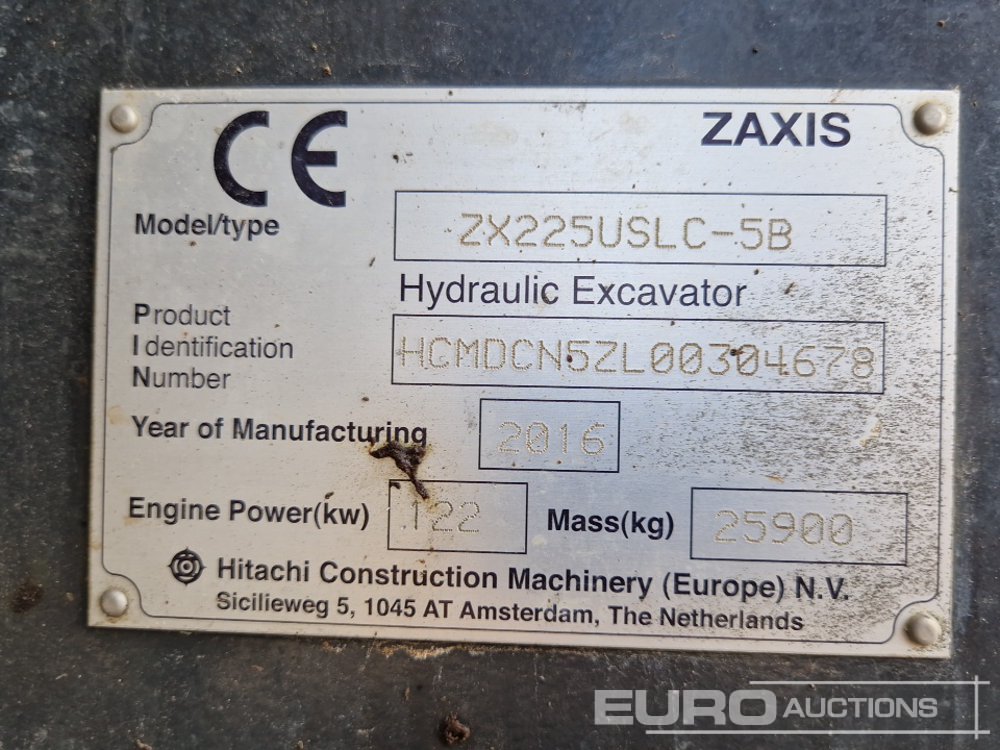 CE ZAXIS
Model/type ZX225USLC-5B
Hydraulic Excavator
Product
Identification HCMDCN5ZL00304678
Number
Year of Manufacturing 2016
Engine Power(kw) 122 Mass(kg) 25900
Hitachi Construction Machinery (Europe) N.V.
Sicilieweg 5, 1045 AT Amsterdam, The Netherlands
EURO AUCTIONS